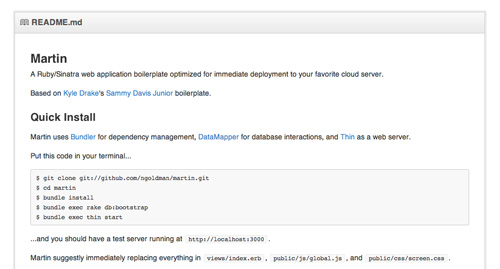 README.md
Martin
A Ruby/Sinatra web application boilerplate optimized for immediate deployment to your favorite cloud server.
Based on Kyle Drake's Sammy Davis Junior boilerplate.
Quick Install
Martin uses Bundler for dependency management, DataMapper for database interactions, and Thin as a web server.
Put this code in your terminal...
$ git clone git://github.com/ngoldman/martin.git
$ cd martin
$ bundle install
$ bundle exec rake db:bootstrap
$ bundle exec thin start
...and you should have a test server running at http://localhost:3000 .
Martin suggestly immediately replacing everything in views/index.erb , public/js/global.js , and public/css/screen.css .